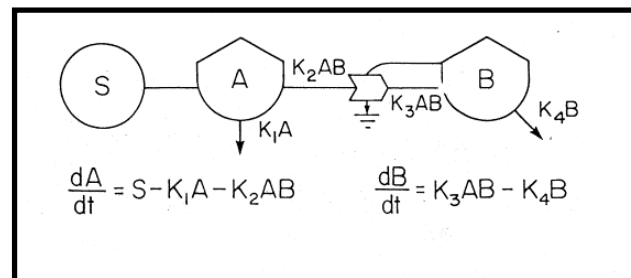 S
A
K₂AB
K₃AB
B
K₁A
K₄B
dA/dt = S-K₁A-K₂AB
dB/dt = K₃AB-K₄B